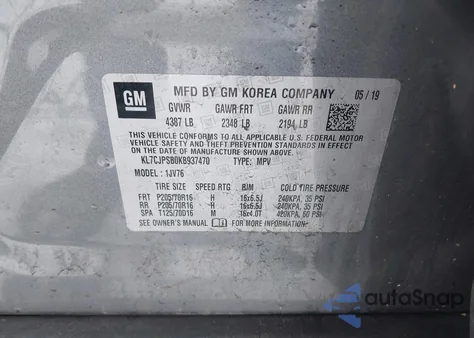 GM
MFD BY GM KOREA COMPANY 05/19
GVWR GAWR FRT GAWR RR
4387 LB 2348 LB 2194 LB
THIS VEHICLE CONFORMS TO ALL APPLICABLE U.S. FEDERAL MOTOR
VEHICLE SAFETY, BUMPER, AND THEFT PREVENTION STANDARDS
IN EFFECT ON THE DATE OF MANUFACTURE SHOWN ABOVE.
KL7CJPSB0KB937470 TYPE: MPV
MODEL: 1JV76
TIRE SIZE SPEED RTG RIM COLD TIRE PRESSURE
FRT P205/70R16 H 16x6.5J 240KPA, 35 PSI
RR P205/70R16 H 16x6.5J 240KPA, 35 PSI
SPA T125/70D16 M 16x4.0T 420KPA, 60 PSI
SEE OWNER'S MANUAL FOR MORE INFORMATION.
autoSnap